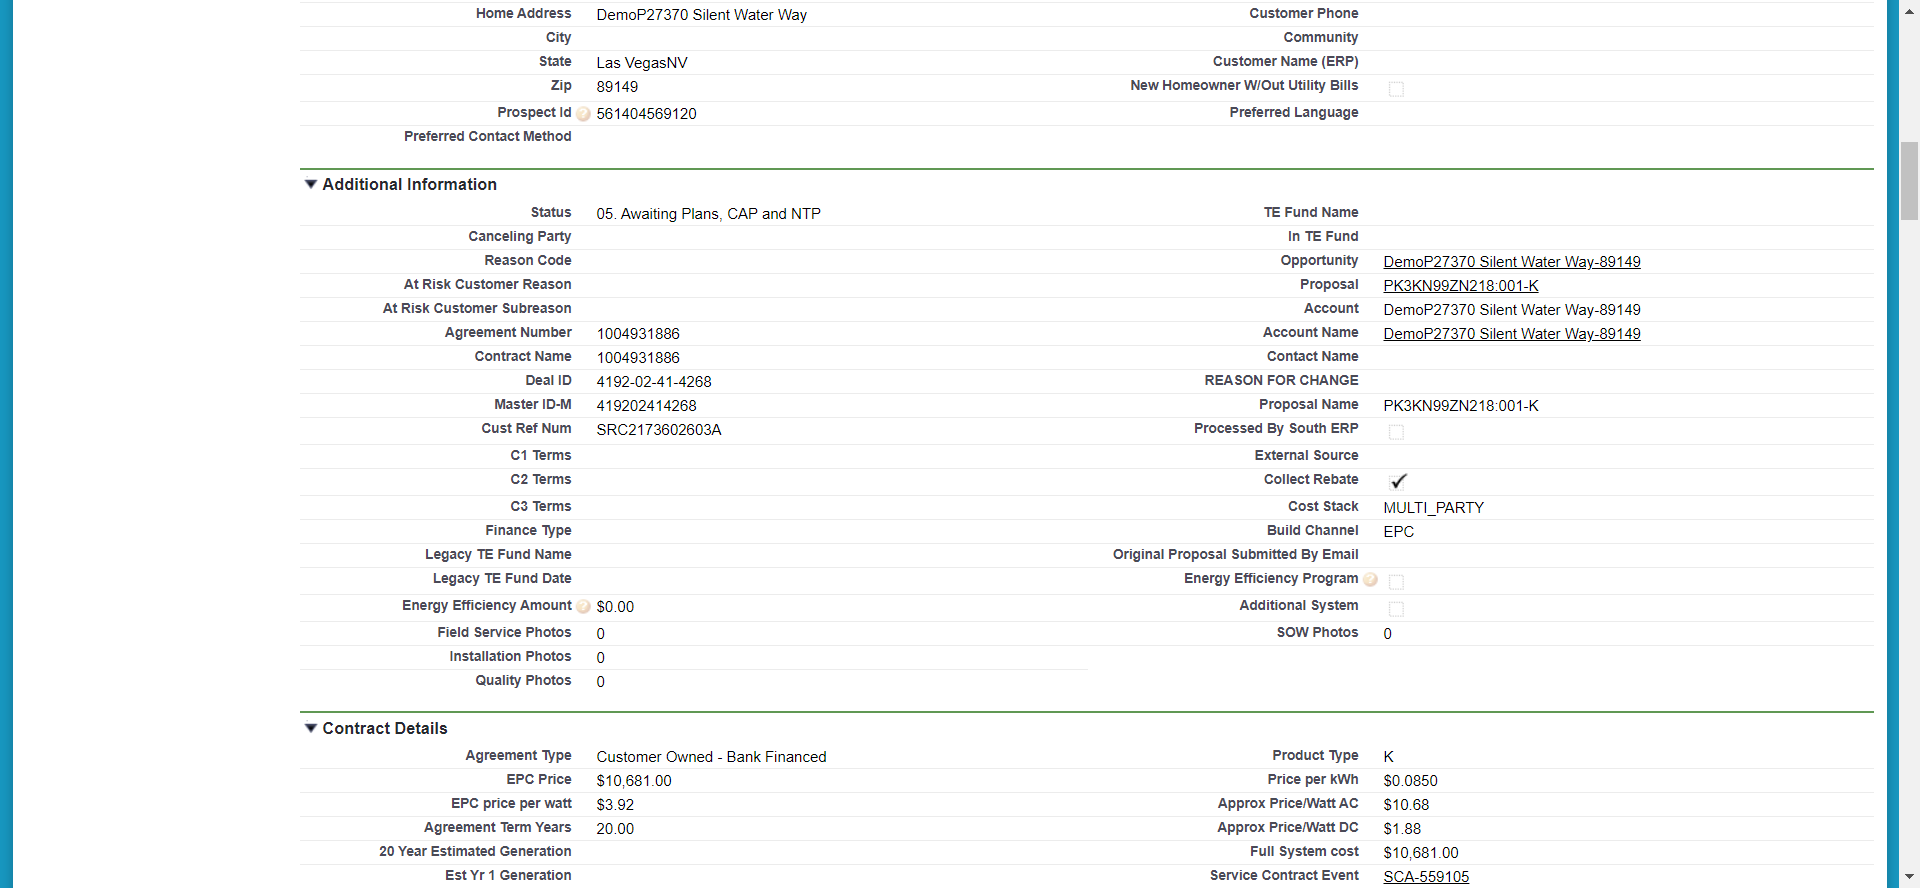 Home Address DemoP27370 Silent Water Way Customer Phone
City Community
State Las VegasNV Customer Name (ERP)
Zip 89149 New Homeowner W/Out Utility Bills
Prospect Id ? 561404569120 Preferred Language
Preferred Contact Method
Additional Information
Status 05. Awaiting Plans, CAP and NTP TE Fund Name
Canceling Party In TE Fund
Reason Code Opportunity DemoP27370 Silent Water Way-89149
At Risk Customer Reason Proposal PK3KN99ZN218:001-K
At Risk Customer Subreason Account DemoP27370 Silent Water Way-89149
Agreement Number 1004931886 Account Name DemoP27370 Silent Water Way-89149
Contract Name 1004931886 Contact Name
Deal ID 4192-02-41-4268 REASON FOR CHANGE
Master ID-M 419202414268 Proposal Name PK3KN99ZN218:001-K
Cust Ref Num SRC2173602603A Processed By South ERP
C1 Terms External Source
C2 Terms Collect Rebate
C3 Terms Cost Stack MULTI_PARTY
Finance Type Build Channel EPC
Legacy TE Fund Name Original Proposal Submitted By Email
Legacy TE Fund Date Energy Efficiency Program ?
Energy Efficiency Amount ? $0.00 Additional System
Field Service Photos 0 SOW Photos 0
Installation Photos 0
Quality Photos 0
Contract Details
Agreement Type Customer Owned - Bank Financed Product Type K
EPC Price $10,681.00 Price per kWh $0.0850
EPC price per watt $3.92 Approx Price/Watt AC $10.68
Agreement Term Years 20.00 Approx Price/Watt DC $1.88
20 Year Estimated Generation Full System cost $10,681.00
Est Yr 1 Generation Service Contract Event SCA-559105